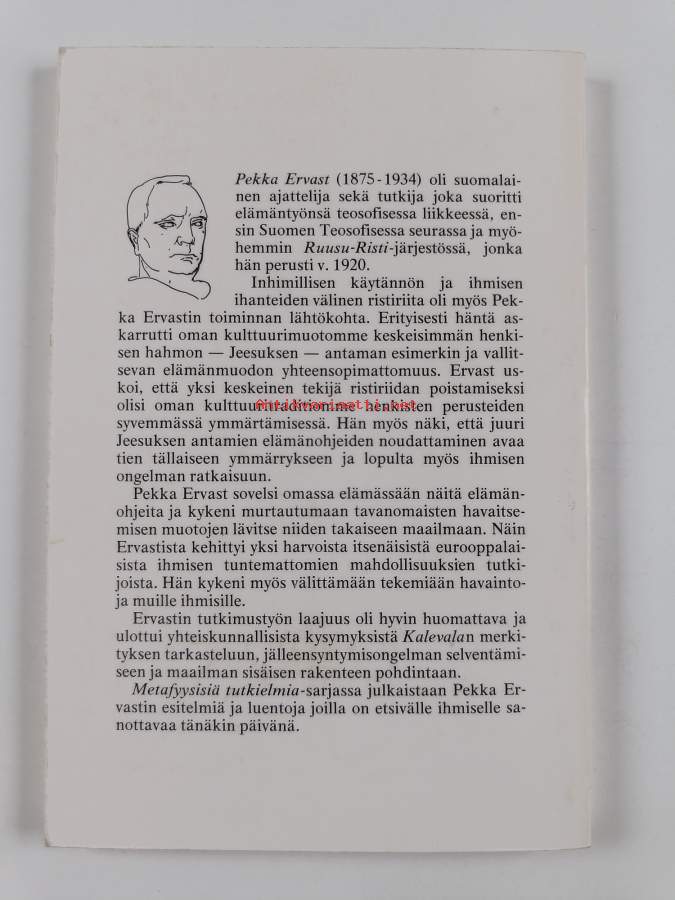 Pekka Ervast (1875-1934) oli suomalai-
nen ajattelija sekä tutkija joka suoritti
elämäntyönsä teosofisessa liikkeessä, en-
sin Suomen Teosofisessa seurassa ja myö-
hemmin Ruusu-Risti-järjestössä, jonka
hän perusti v. 1920.
Inhimillisen käytännön ja ihmisen
ihanteiden välinen ristiriita oli myös Pek-
ka Ervastin toiminnan lähtökohta. Erityisesti häntä as-
karrutti oman kulttuurimuotomme keskeisimmän henki-
sen hahmon — Jeesuksen — antaman esimerkin ja vallit-
sevan elämänmuodon yhteensopimattomuus. Ervast us-
koi, että yksi keskeinen tekijä ristiriidan poistamiseksi
olisi oman kulttuuritraditiomme henkisten perusteiden
Antikvariaatti.net
syvemmässä ymmärtämisessä. Hän myös näki, että juuri
Jeesuksen antamien elämänohjeiden noudattaminen avaa
tien tällaiseen ymmärrykseen ja lopulta myös ihmisen
ongelman ratkaisuun.
Pekka Ervast sovelsi omassa elämässään näitä elämän-
ohjeita ja kykeni murtautumaan tavanomaisten havaitse-
misen muotojen lävitse niiden takaiseen maailmaan. Näin
Ervastista kehittyi yksi harvoista itsenäisistä eurooppalai-
sista ihmisen tuntemattomien mahdollisuuksien tutki-
joista. Hän kykeni myös välittämään tekemiään havainto-
ja muille ihmisille.
Ervastin tutkimustyön laajuus oli hyvin huomattava ja
ulottui yhteiskunnallisista kysymyksistä Kalevalan merki-
tyksen tarkasteluun, jälleensyntymisongelman selventämi-
seen ja maailman sisäisen rakenteen pohdintaan.
Metafyysisiä tutkielmia-sarjassa julkaistaan Pekka Er-
vastin esitelmiä ja luentoja joilla on etsivälle ihmiselle sa-
nottavaa tänäkin päivänä.